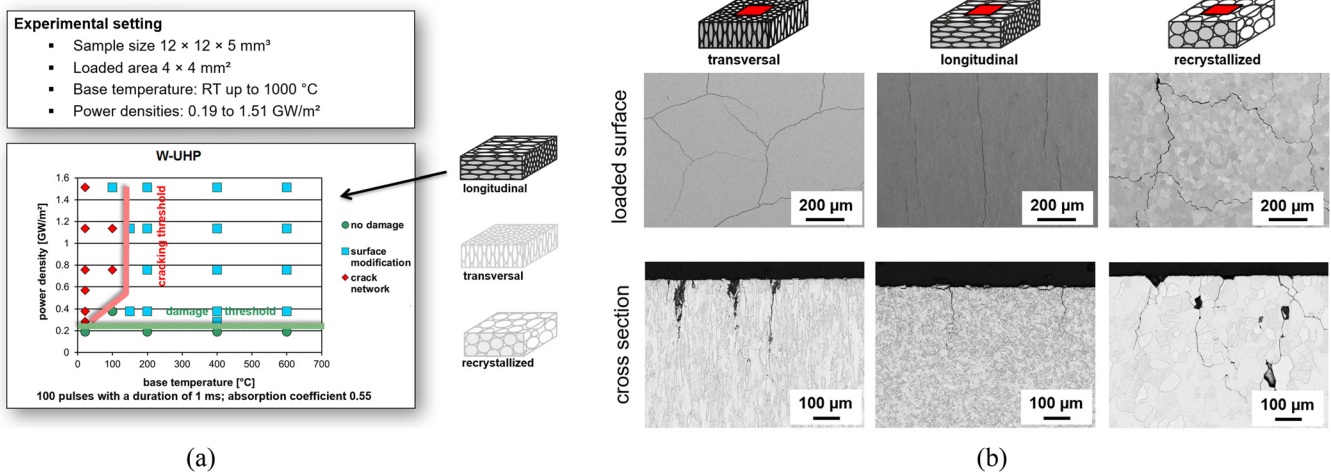 Experimental setting
▪ Sample size 12 × 12 × 5 mm³
▪ Loaded area 4 × 4 mm²
▪ Base temperature: RT up to 1000 °C
▪ Power densities: 0.19 to 1.51 GW/m²
W-UHP
power density [GW/m²]
1.6
1.4
1.2
1
0.8
0.6
0.4
0.2
0
0 100 200 300 400 500 600 700
base temperature [°C]
cracking threshold
damage threshold
no damage
surface
modification
crack
network
100 pulses with a duration of 1 ms; absorption coefficient 0.55
longitudinal
transversal
recrystallized
(a)
transversal
longitudinal
recrystallized
loaded surface
200 µm
200 µm
200 µm
cross section
100 µm
100 µm
100 µm
(b)